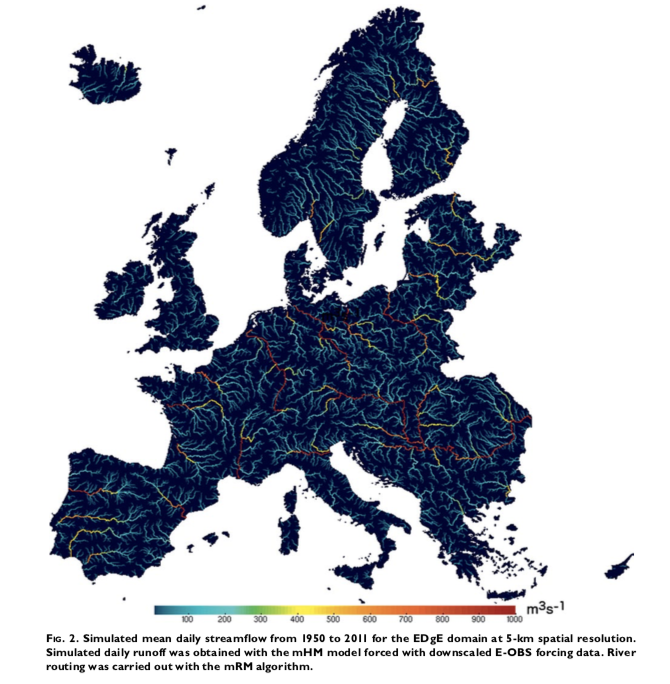 100 200 300 400 500 600 700 800 900 1000 m³s⁻¹
FIG. 2. Simulated mean daily streamflow from 1950 to 2011 for the EDgE domain at 5-km spatial resolution.
Simulated daily runoff was obtained with the mHM model forced with downscaled E-OBS forcing data. River
routing was carried out with the mRM algorithm.